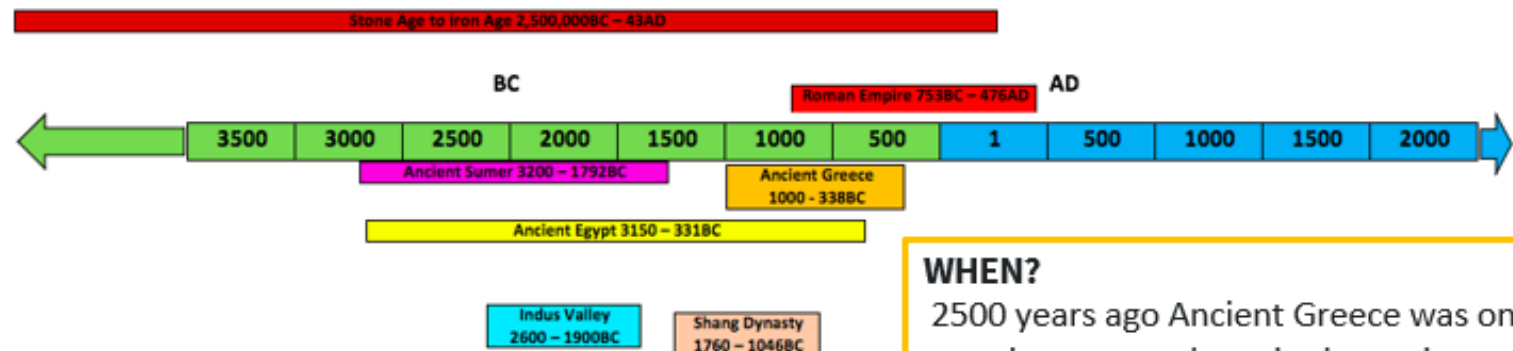 Stone Age to Iron Age 2,500,000BC – 43AD
BC
AD
Roman Empire 753BC – 476AD
3500 3000 2500 2000 1500 1000 500 1 500 1000 1500 2000
Ancient Sumer 3200 – 1792BC
Ancient Greece
1000 - 338BC
Ancient Egypt 3150 – 331BC
Indus Valley
2600 – 1900BC
Shang Dynasty
1760 – 1046BC
WHEN?
2500 years ago Ancient Greece was on